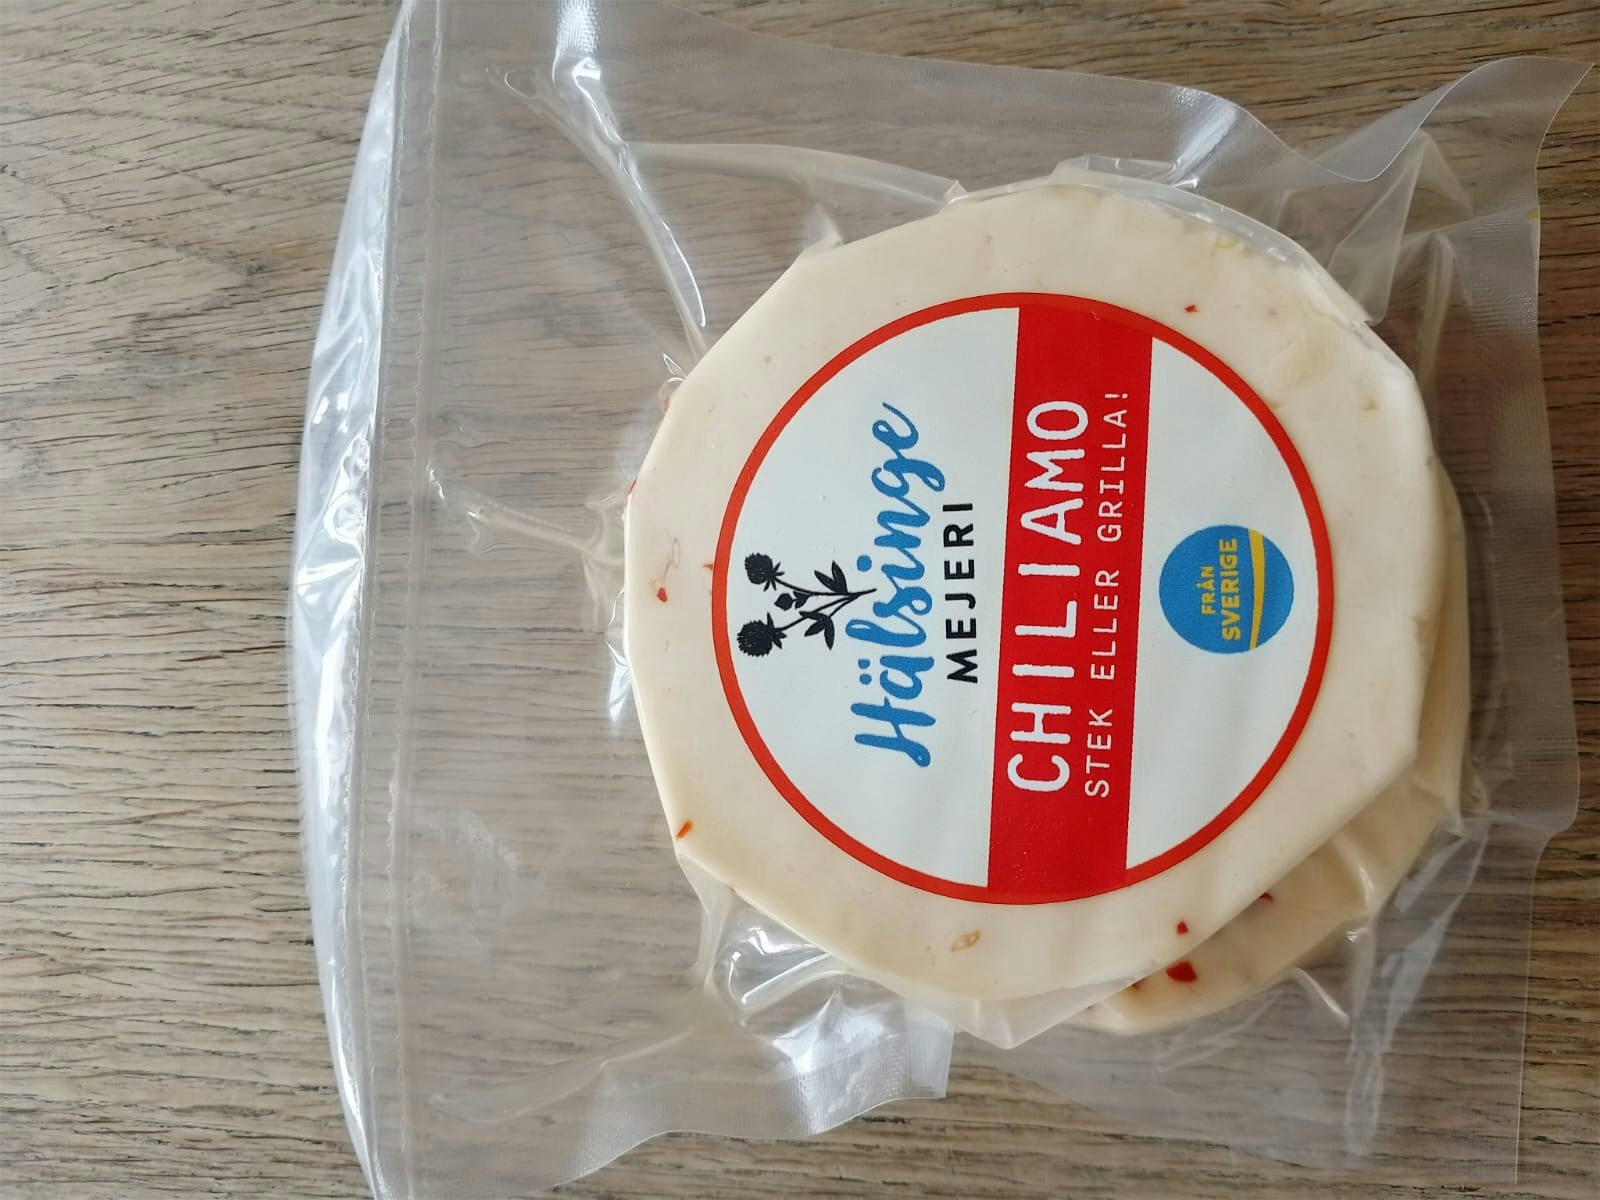 Hälsinge
MEJERI
CHILIAMO
STEK ELLER GRILLA!
FRÅN
SVERIGE